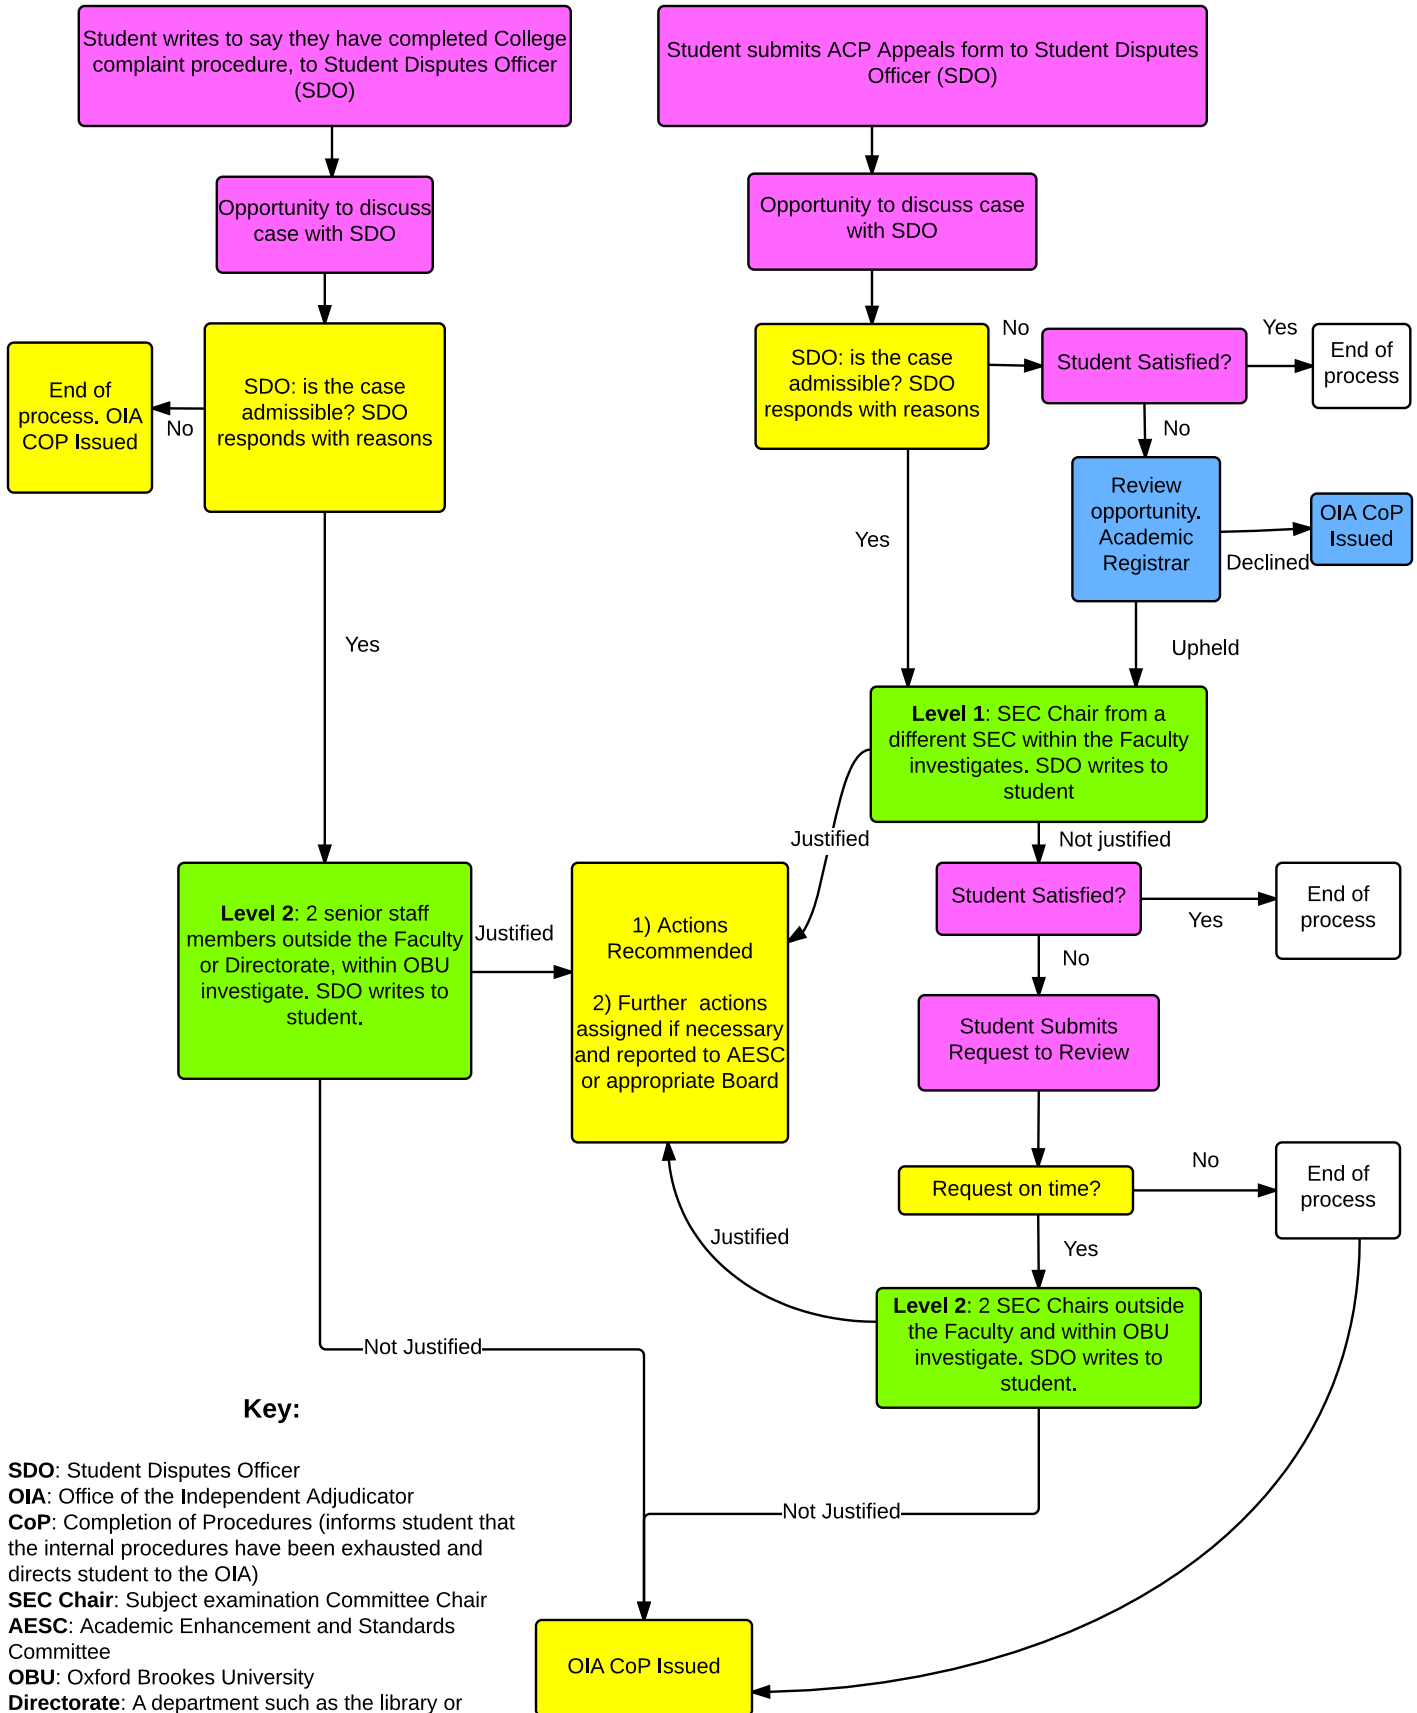 Student writes to say they have completed College
complaint procedure, to Student Disputes Officer
(SDO)
Student submits ACP Appeals form to Student Disputes
Officer (SDO)
Opportunity to discuss
case with SDO
Opportunity to discuss case
with SDO
End of
process. OIA
COP Issued
No
SDO: is the case
admissible? SDO
responds with reasons
SDO: is the case
admissible? SDO
responds with reasons
No
Student Satisfied?
Yes
End of
process
No
Review
opportunity.
Academic
Registrar
Declined
OIA CoP
Issued
Yes
Yes
Upheld
Level 1: SEC Chair from a
different SEC within the Faculty
investigates. SDO writes to
student
Justified
Not justified
Level 2: 2 senior staff
members outside the Faculty
or Directorate, within OBU
investigate. SDO writes to
student.
Justified
1) Actions
Recommended
2) Further actions
assigned if necessary
and reported to AESC
or appropriate Board
Student Satisfied?
Yes
End of
process
No
Student Submits
Request to Review
Request on time?
No
End of
process
Justified
Yes
Level 2: 2 SEC Chairs outside
the Faculty and within OBU
investigate. SDO writes to
student.
Not Justified
Not Justified
OIA CoP Issued
Key:
SDO: Student Disputes Officer
OIA: Office of the Independent Adjudicator
CoP: Completion of Procedures (informs student that
the internal procedures have been exhausted and
directs student to the OIA)
SEC Chair: Subject examination Committee Chair
AESC: Academic Enhancement and Standards
Committee
OBU: Oxford Brookes University
Directorate: A department such as the library or